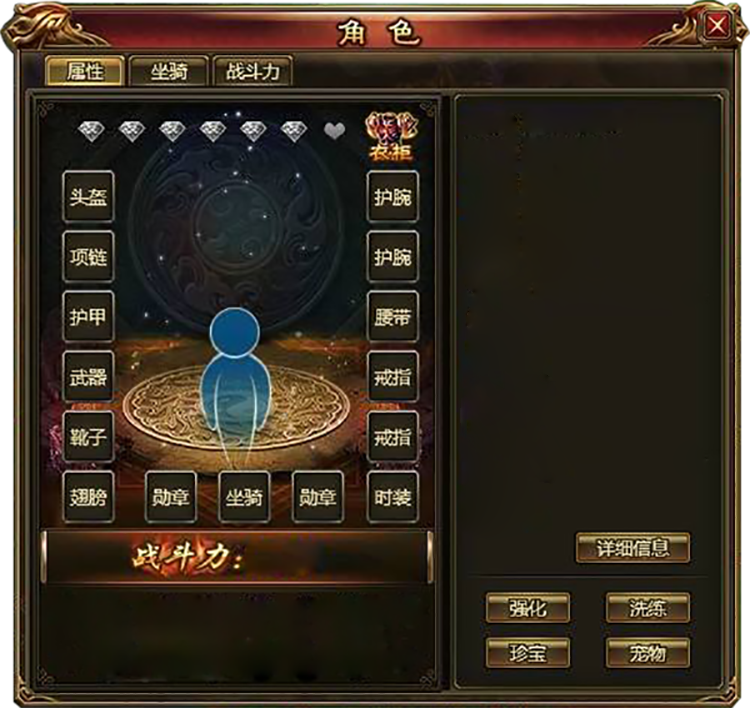 角色
属性 坐骑 战斗力
衣柜
头盔 护腕
项链 护腕
护甲 腰带
武器 戒指
靴子 戒指
翅膀 勋章 坐骑 勋章 时装
战斗力:
详细信息
强化 洗练
珍宝 宠物